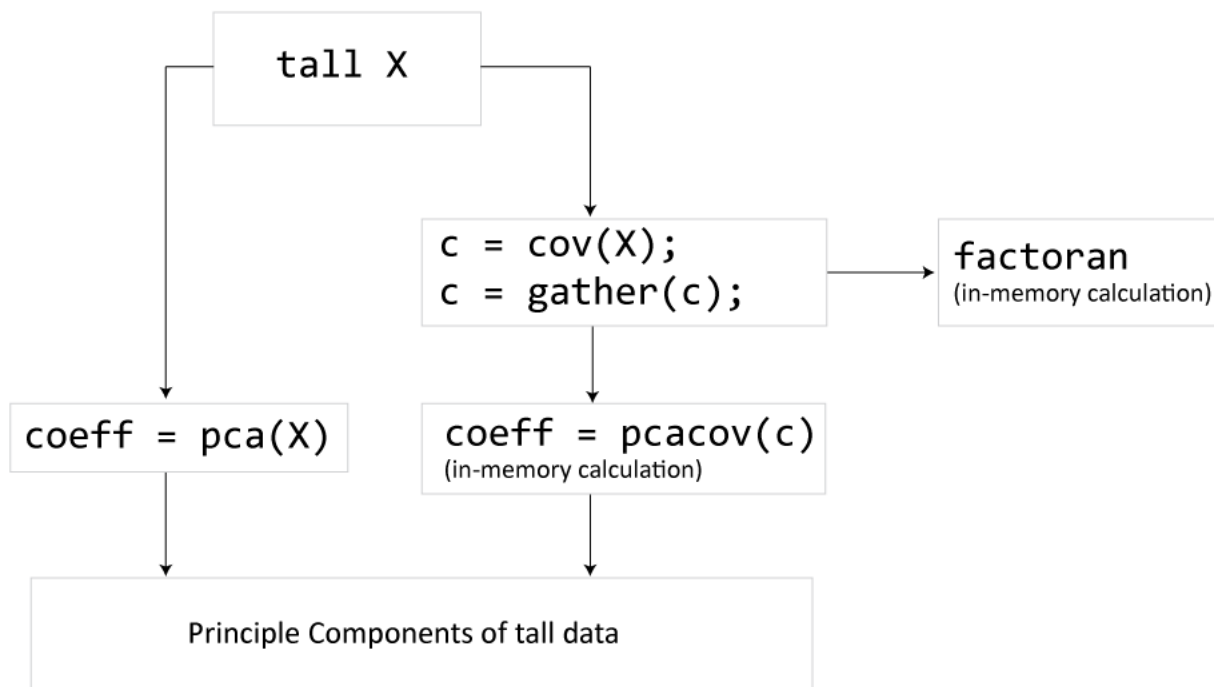 tall X
c = cov(X);
c = gather(c);
factoran
(in-memory calculation)
coeff = pca(X)
coeff = pcacov(c)
(in-memory calculation)
Principle Components of tall data